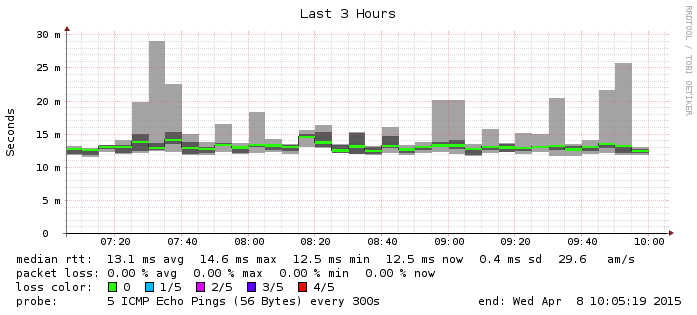 Last 3 Hours
RRDTOOL / TOBI OETIKER
Seconds
30 m
25 m
20 m
15 m
10 m
5 m
0
07:20 07:40 08:00 08:20 08:40 09:00 09:20 09:40 10:00
median rtt: 13.1 ms avg 14.6 ms max 12.5 ms min 12.5 ms now 0.4 ms sd 29.6 am/s
packet loss: 0.00 % avg 0.00 % max 0.00 % min 0.00 % now
loss color: 0 1/5 2/5 3/5 4/5
probe: 5 ICMP Echo Pings (56 Bytes) every 300s end: Wed Apr 8 10:05:19 2015